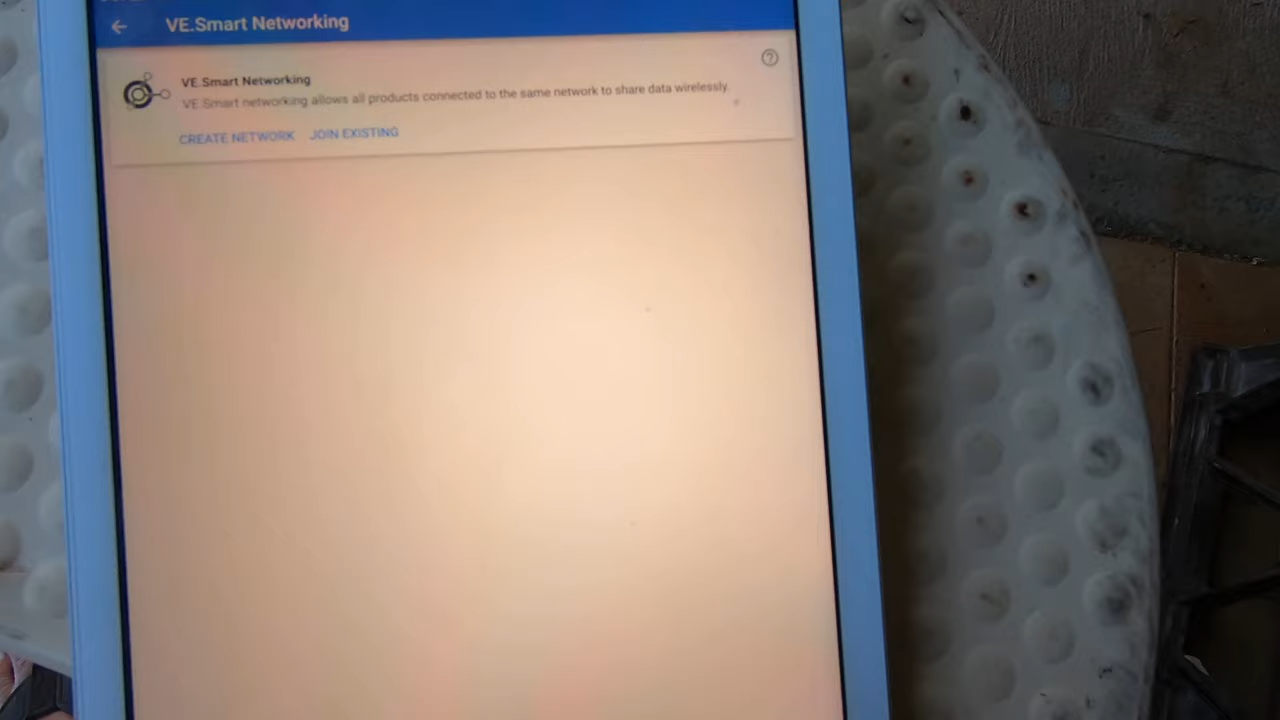 VE.Smart Networking
VE.Smart Networking
VE.Smart networking allows all products connected to the same network to share data wirelessly.
CREATE NETWORK JOIN EXISTING